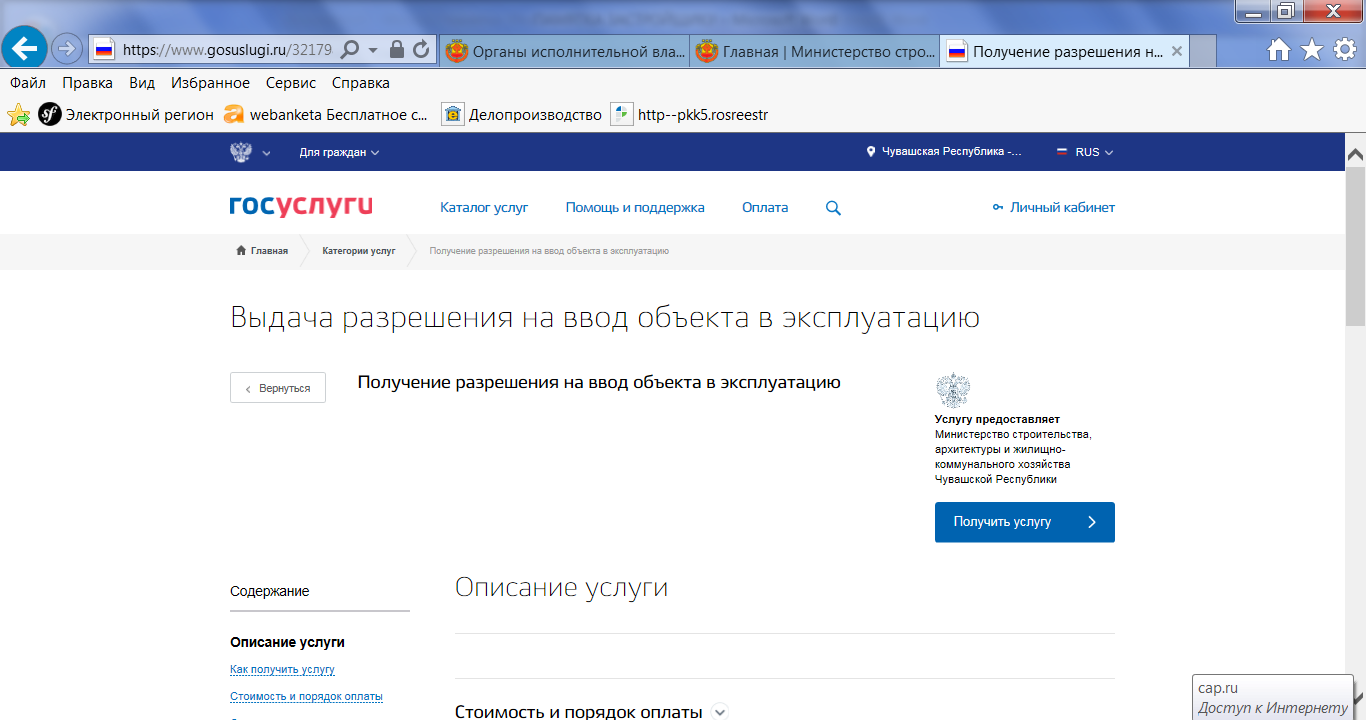 https://www.gosuslugi.ru/32179
Органы исполнительной вла...
Главная | Министерство стро...
Получение разрешения н...
Файл Правка Вид Избранное Сервис Справка
Электронный регион
webanketa Бесплатное с...
Делопроизводство
http--pkk5.rosreestr
Для граждан
Чувашская Республика -...
RUS
госуслуги
Каталог услуг
Помощь и поддержка
Оплата
Личный кабинет
Главная
Категории услуг
Получение разрешения на ввод объекта в эксплуатацию
Выдача разрешения на ввод объекта в эксплуатацию
Вернуться
Получение разрешения на ввод объекта в эксплуатацию
Услугу предоставляет
Министерство строительства,
архитектуры и жилищно-
коммунального хозяйства
Чувашской Республики
Получить услугу
Содержание
Описание услуги
Как получить услугу
Стоимость и порядок оплаты
Описание услуги
Стоимость и порядок оплаты
cap.ru
Доступ к Интернету